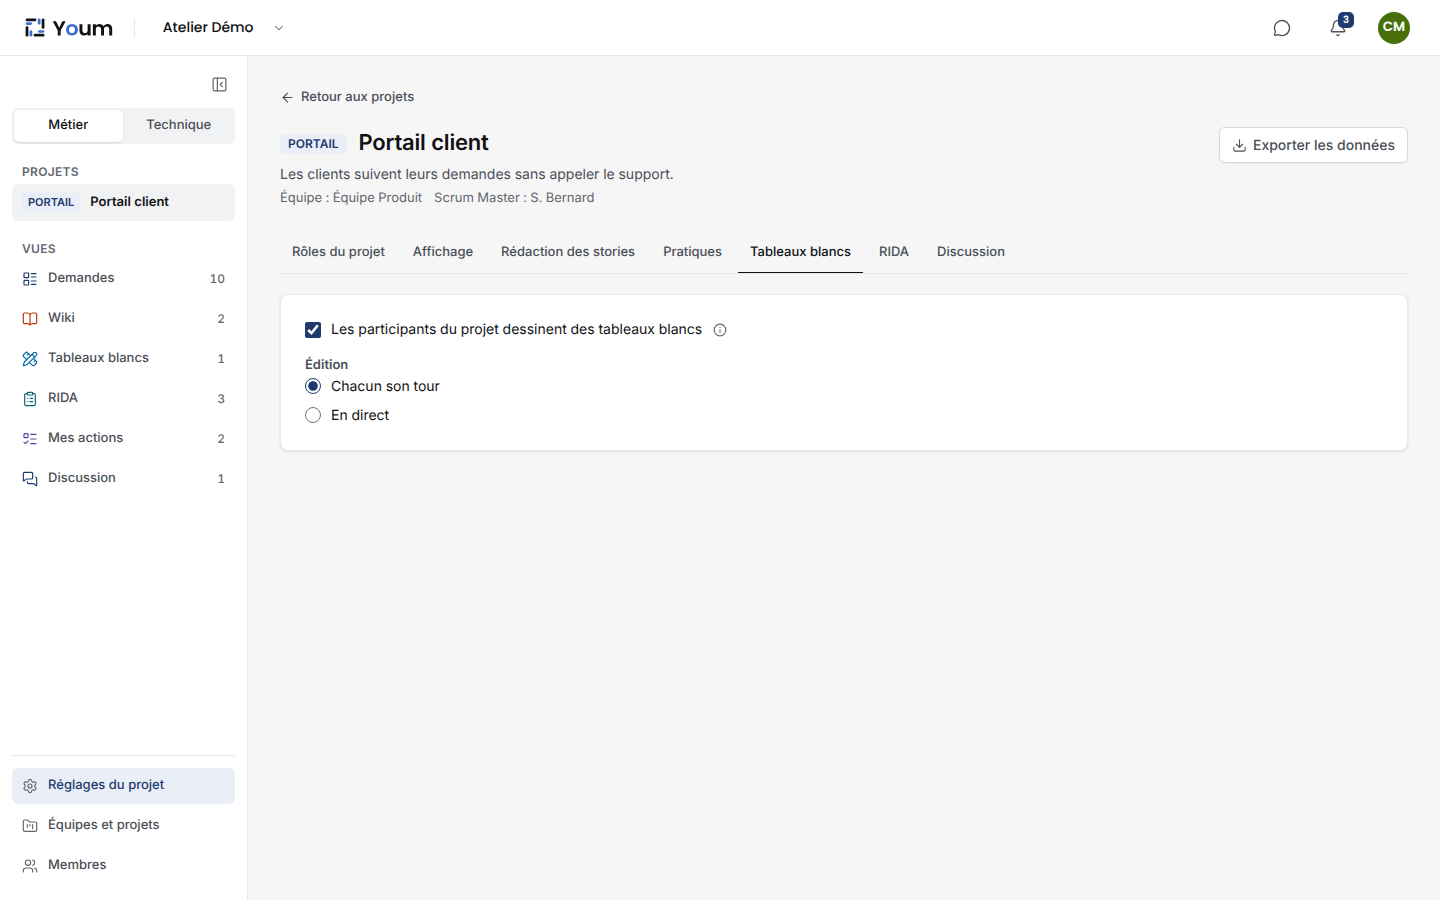 Youm
Atelier Démo
3
CM
Métier
Technique
PROJETS
PORTAIL Portail client
VUES
Demandes 10
Wiki 2
Tableaux blancs 1
RIDA 3
Mes actions 2
Discussion 1
Réglages du projet
Équipes et projets
Membres
Retour aux projets
PORTAIL Portail client
Exporter les données
Les clients suivent leurs demandes sans appeler le support.
Équipe : Équipe Produit Scrum Master : S. Bernard
Rôles du projet Affichage Rédaction des stories Pratiques Tableaux blancs RIDA Discussion
Les participants du projet dessinent des tableaux blancs
Édition
Chacun son tour
En direct